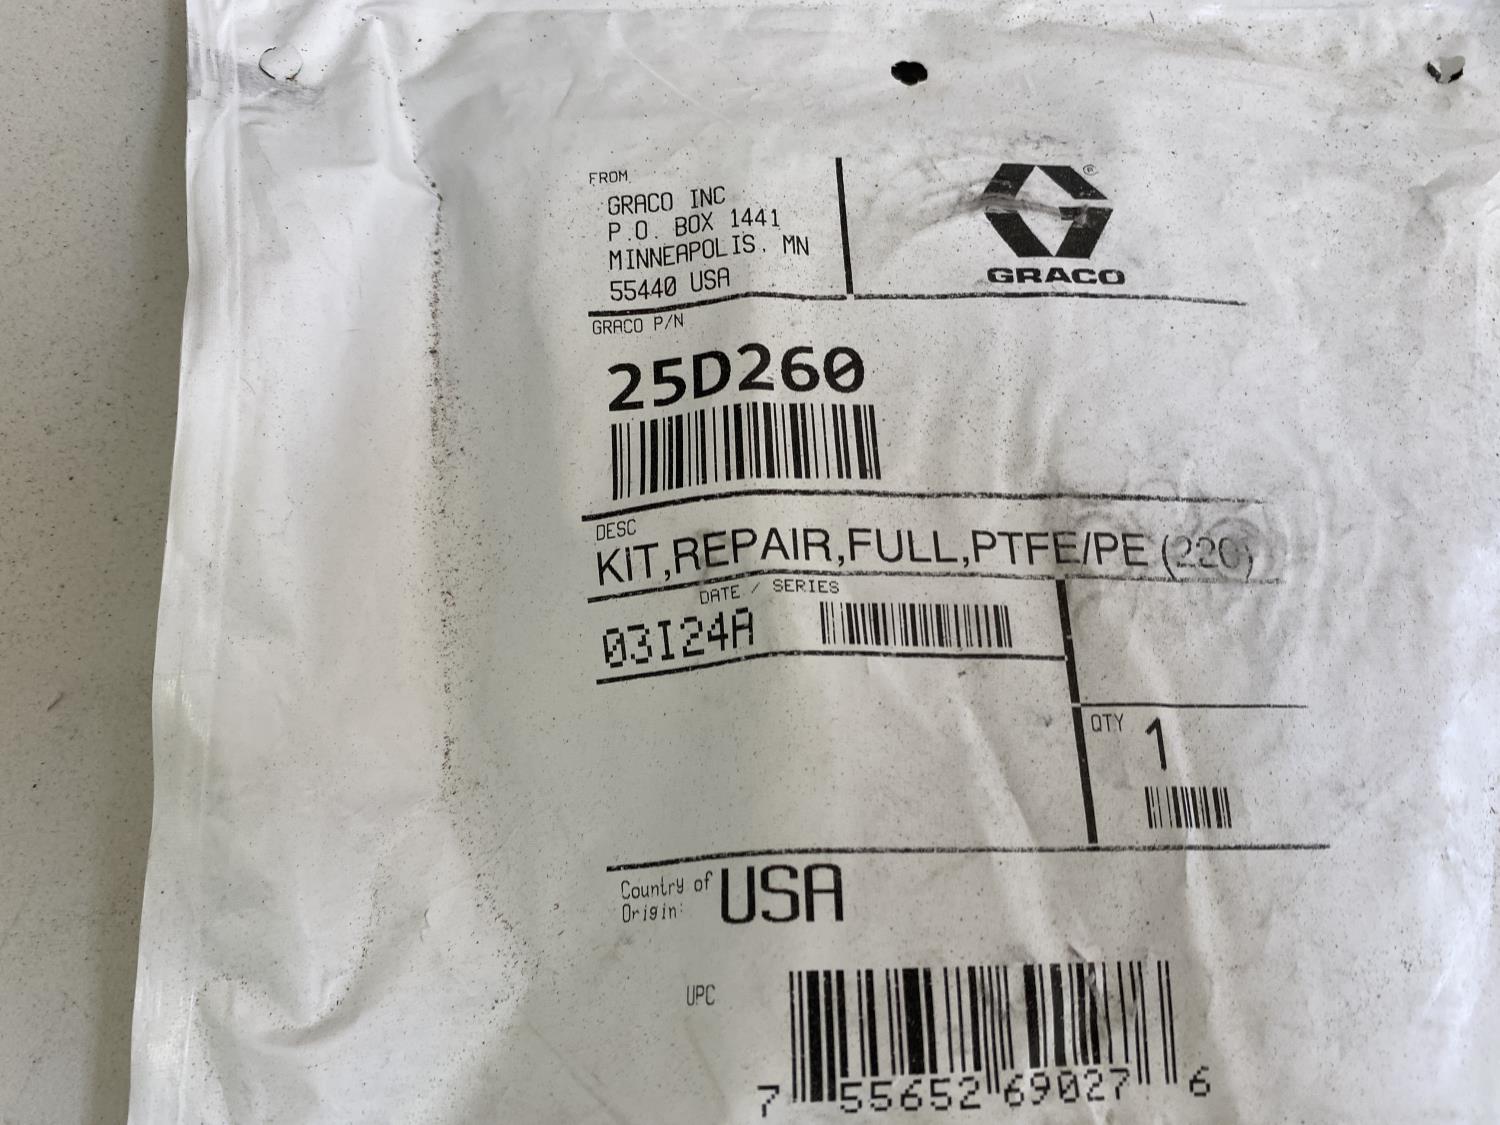 FROM
GRACO INC
P.O. BOX 1441
MINNEAPOLIS, MN
55440 USA
®
GRACO
GRACO P/N
25D260
DESC
KIT,REPAIR,FULL,PTFE/PE (220)
DATE / SERIES
03I24A
QTY 1
Country of
Origin:
USA
UPC
7 55652 69027 6